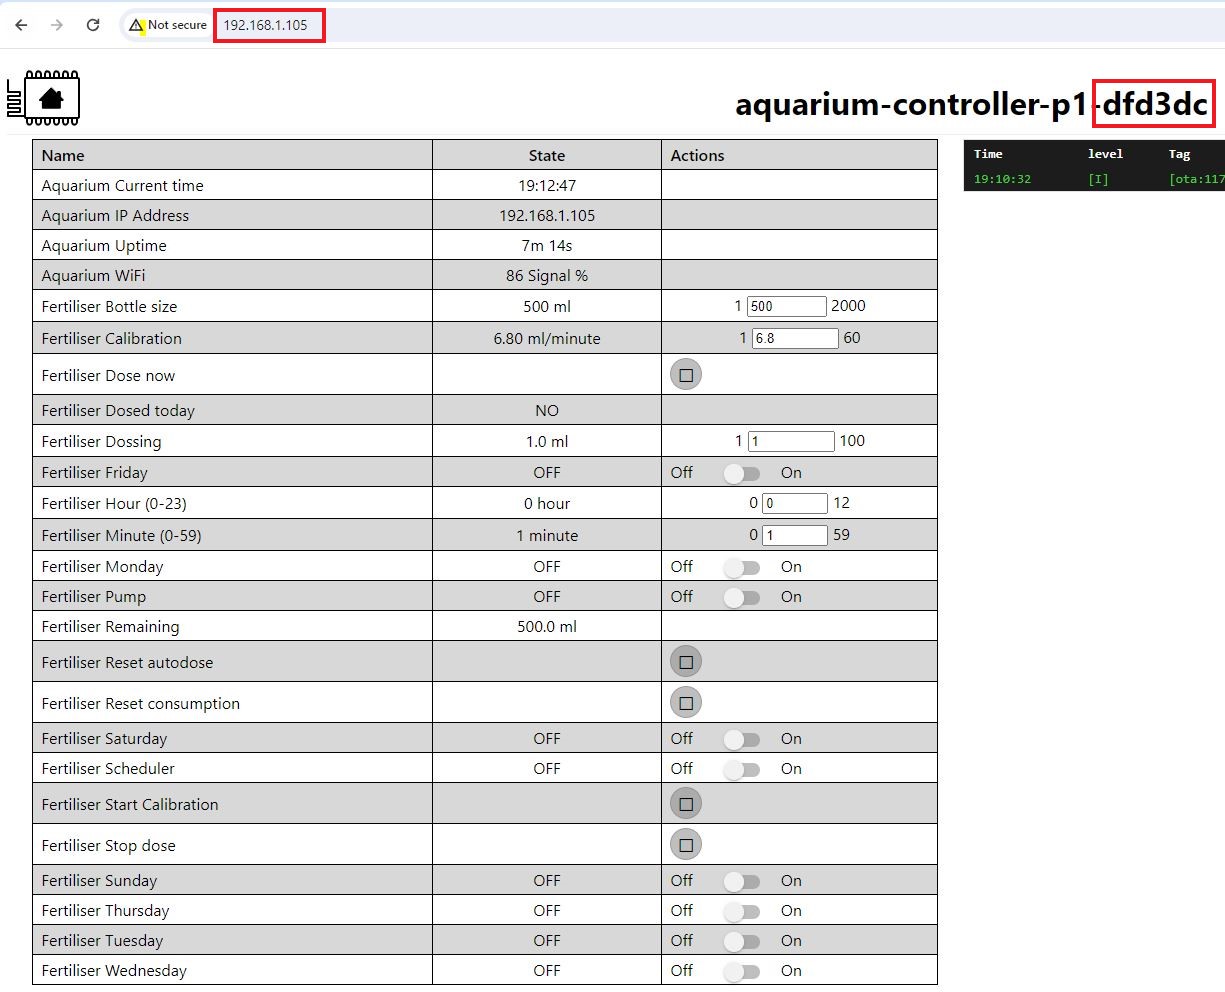 Not secure 192.168.1.105
aquarium-controller-p1-dfd3dc
Name State Actions
Aquarium Current time 19:12:47
Aquarium IP Address 192.168.1.105
Aquarium Uptime 7m 14s
Aquarium WiFi 86 Signal %
Fertiliser Bottle size 500 ml 1 500 2000
Fertiliser Calibration 6.80 ml/minute 1 6.8 60
Fertiliser Dose now
Fertiliser Dosed today NO
Fertiliser Dossing 1.0 ml 1 1 100
Fertiliser Friday OFF Off On
Fertiliser Hour (0-23) 0 hour 0 0 12
Fertiliser Minute (0-59) 1 minute 0 1 59
Fertiliser Monday OFF Off On
Fertiliser Pump OFF Off On
Fertiliser Remaining 500.0 ml
Fertiliser Reset autodose
Fertiliser Reset consumption
Fertiliser Saturday OFF Off On
Fertiliser Scheduler OFF Off On
Fertiliser Start Calibration
Fertiliser Stop dose
Fertiliser Sunday OFF Off On
Fertiliser Thursday OFF Off On
Fertiliser Tuesday OFF Off On
Fertiliser Wednesday OFF Off On
Time level Tag
19:10:32 [I] [ota:117